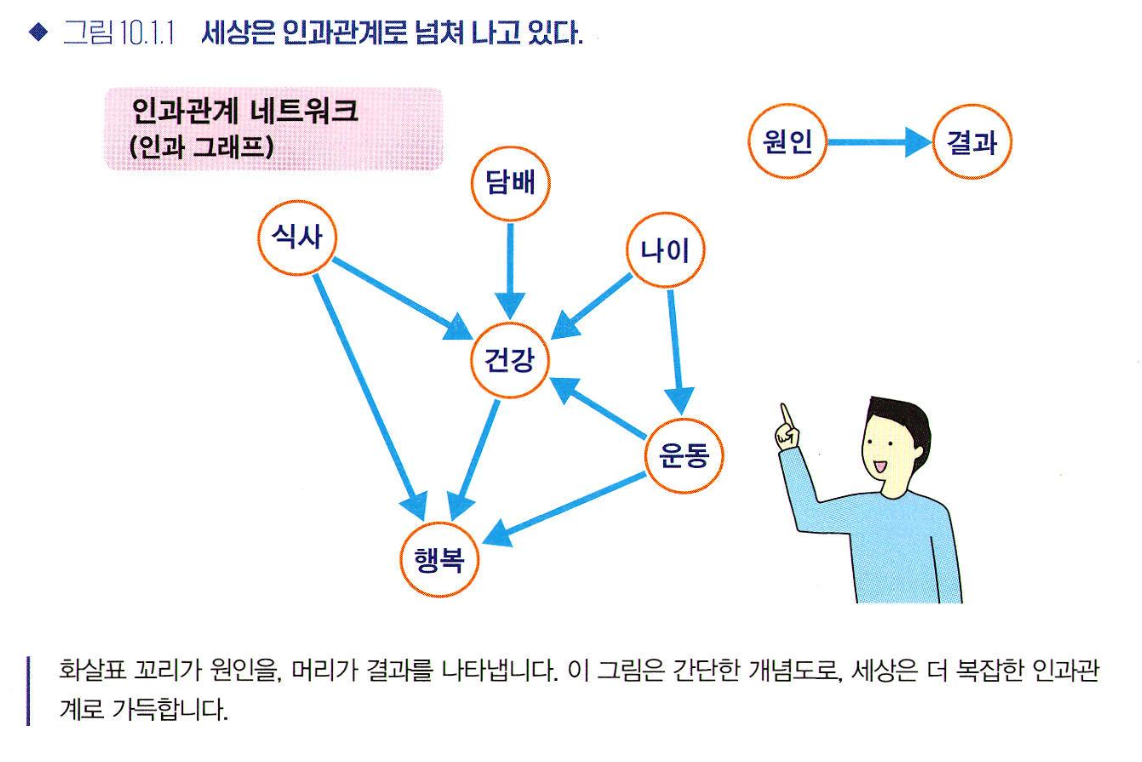 ◆ 그림 10.1.1 세상은 인과관계로 넘쳐 나고 있다.
인과관계 네트워크
(인과 그래프)
원인
결과
담배
식사
나이
건강
운동
행복
화살표 꼬리가 원인을, 머리가 결과를 나타냅니다. 이 그림은 간단한 개념도로, 세상은 더 복잡한 인과관
계로 가득합니다.